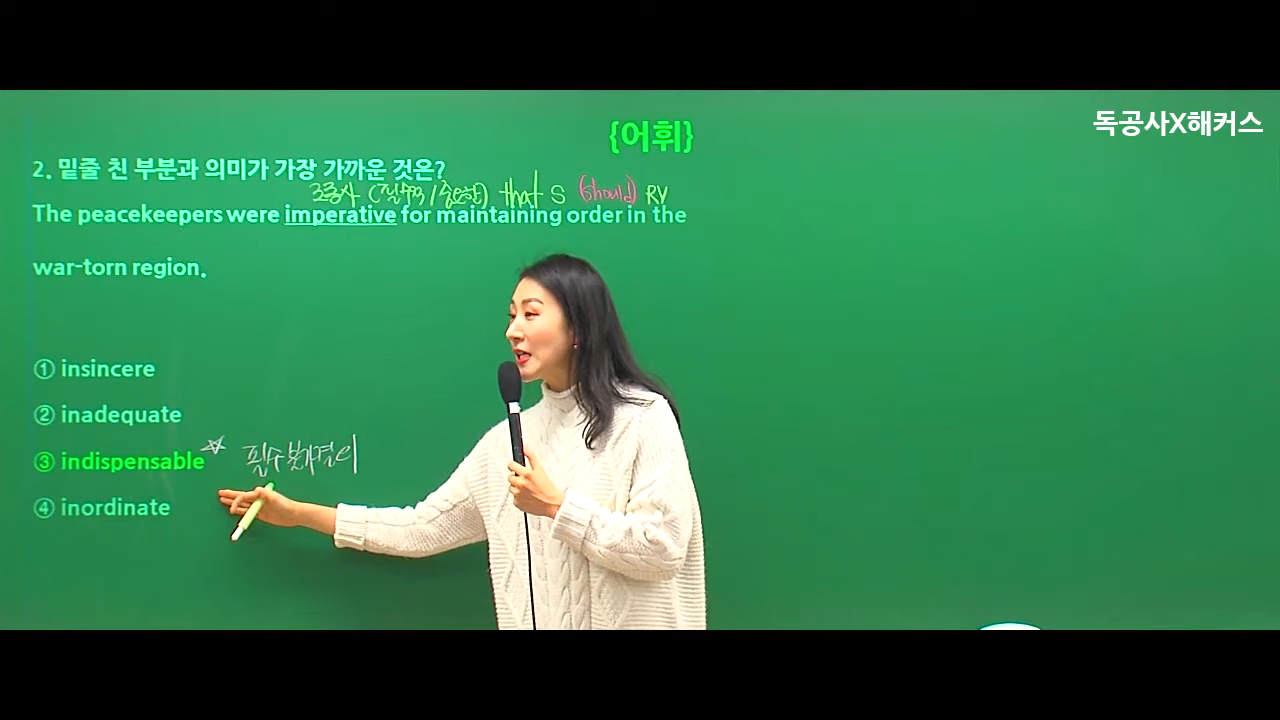 독공사X해커스
{어휘}
2. 밑줄 친 부분과 의미가 가장 가까운 것은?
that S (should) RV
The peacekeepers were imperative for maintaining order in the
war-torn region.
① insincere
② inadequate
③ indispensable 필수불가결의
④ inordinate